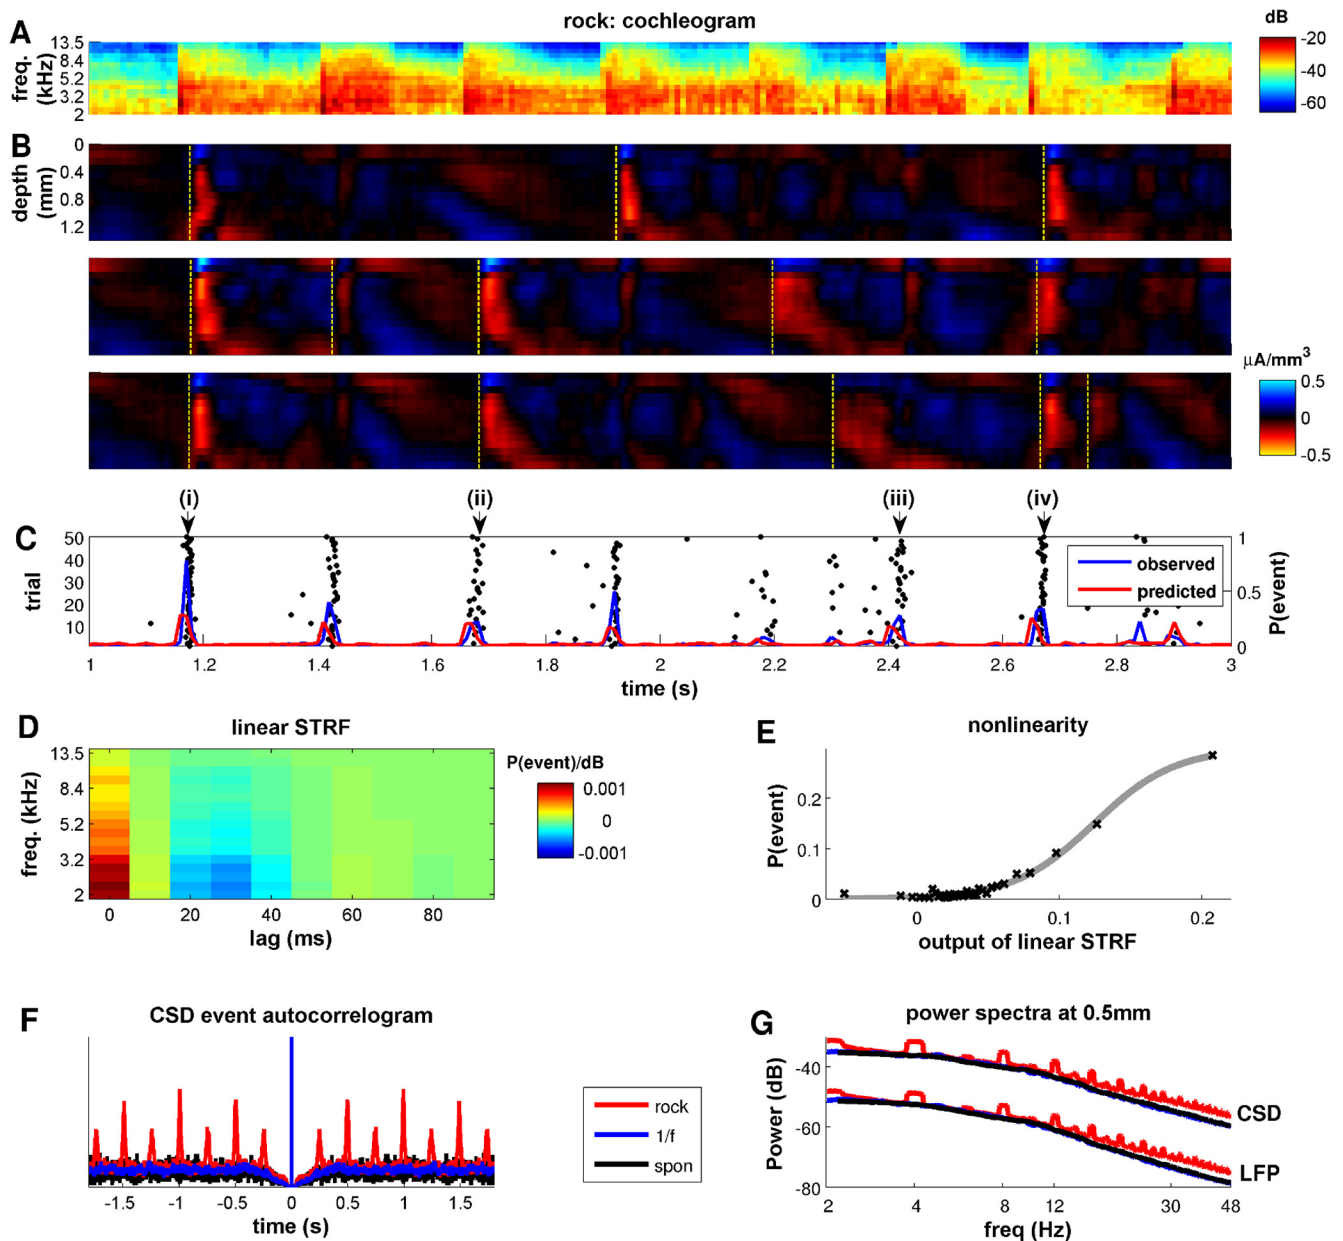 A
rock: cochleogram
dB
freq.
(kHz)
13.5
8.4
5.2
3.2
2
-20
-40
-60
B
depth
(mm)
0
0.4
0.8
1.2
μA/mm³
0.5
0
-0.5
(i)
(ii)
(iii)
(iv)
C
trial
50
40
30
20
10
observed
predicted
1
0.5
0
P(event)
1
1.2
1.4
1.6
1.8
2
2.2
2.4
2.6
2.8
3
time (s)
D
linear STRF
freq. (kHz)
13.5
8.4
5.2
3.2
2
0
20
40
60
80
lag (ms)
P(event)/dB
0.001
0
-0.001
E
nonlinearity
P(event)
0.2
0.1
0
0
0.1
0.2
output of linear STRF
F
CSD event autocorrelogram
-1.5
-1
-0.5
0
0.5
1
1.5
time (s)
rock
1/f
spon
G
power spectra at 0.5mm
Power (dB)
-40
-60
-80
CSD
LFP
2
4
8
12
30
48
freq (Hz)